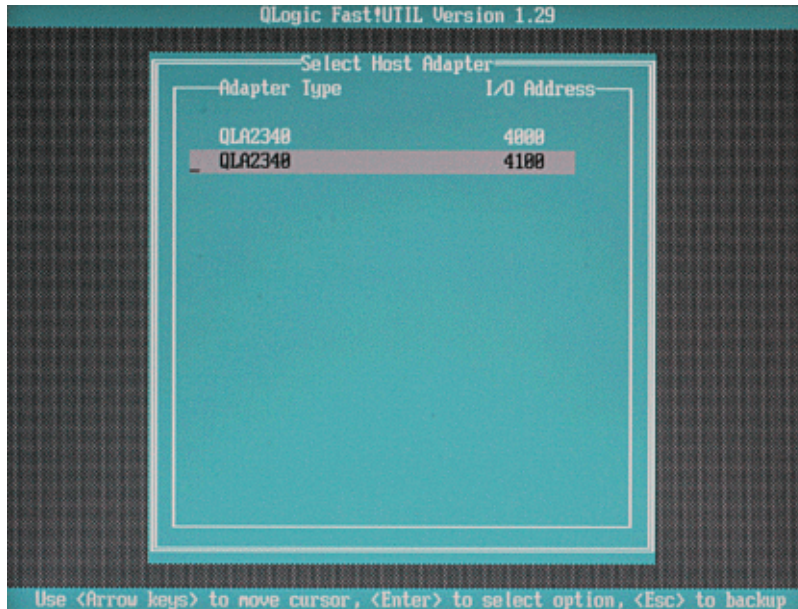 QLogic Fast!UTIL Version 1.29
Select Host Adapter
Adapter Type I/O Address
QLA2340 4000
QLA2340 4100
Use <Arrow keys> to move cursor, <Enter> to select option, <Esc> to backup